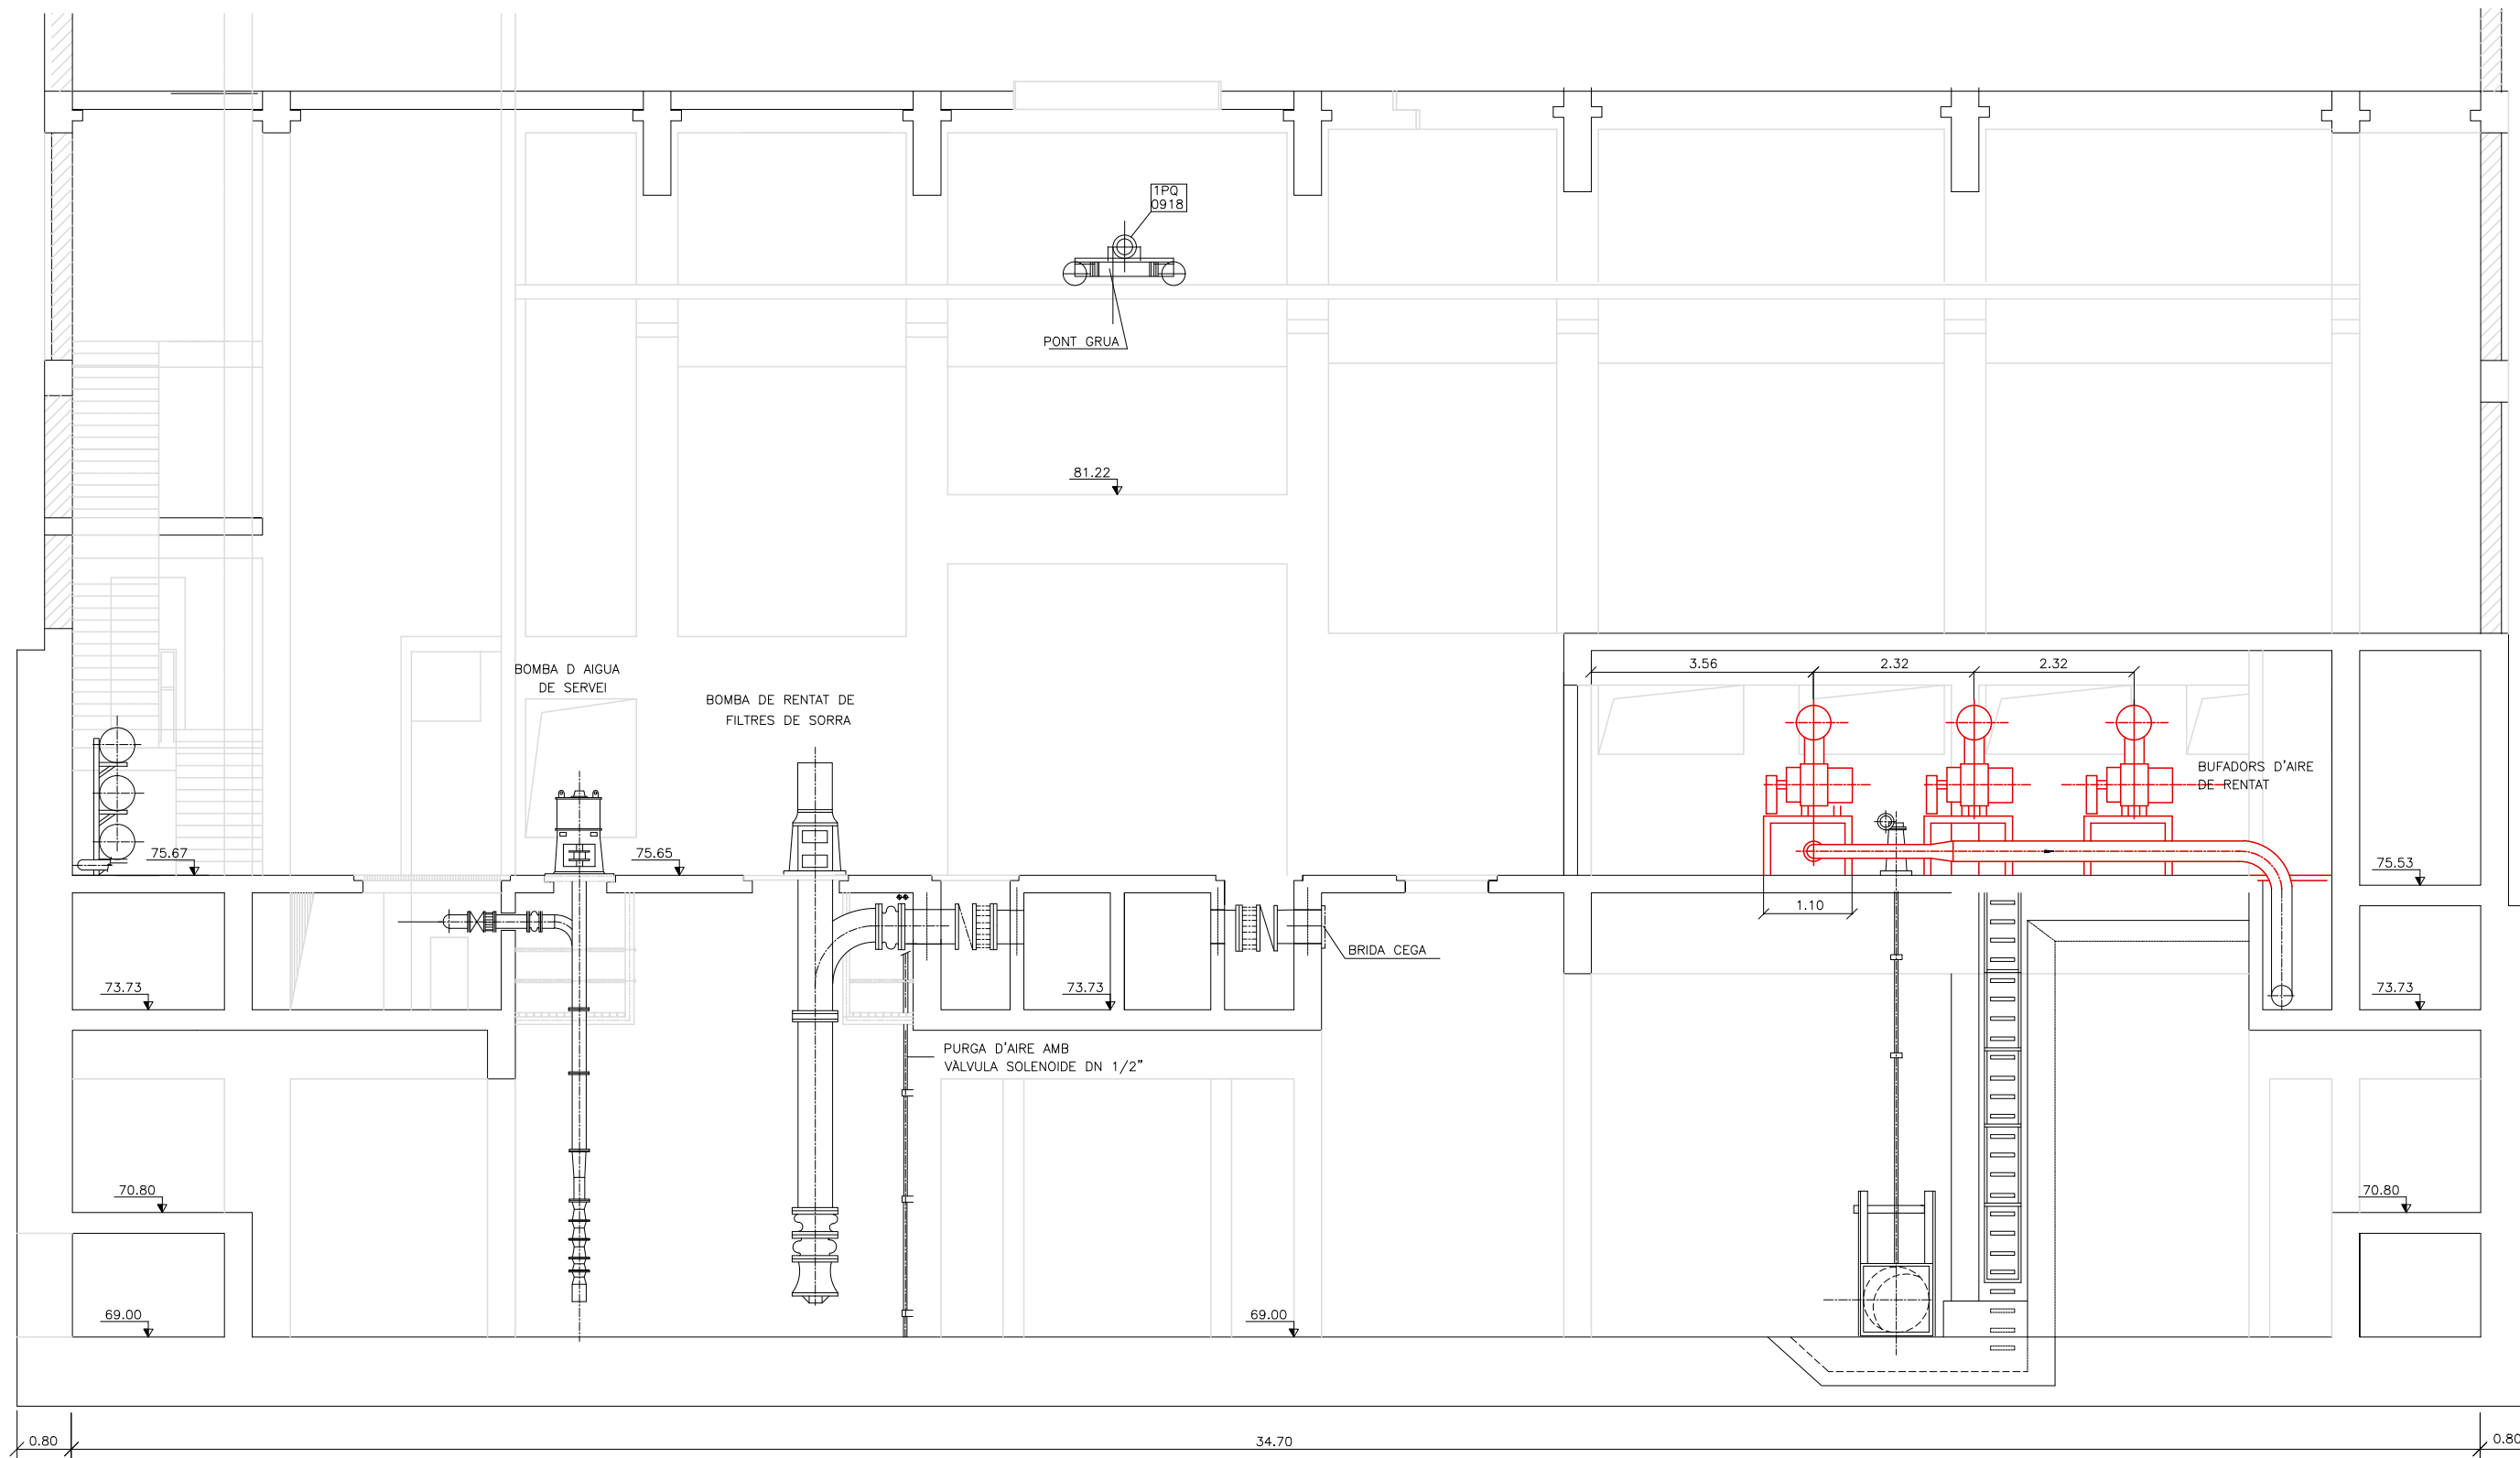 1PQ
0918
PONT GRUA
81.22
BOMBA D AIGUA
DE SERVEI
BOMBA DE RENTAT DE
FILTRES DE SORRA
3.56
2.32
2.32
BUFADORS D'AIRE
DE RENTAT
75.67
75.65
75.53
1.10
BRIDA CEGA
73.73
73.73
73.73
PURGA D'AIRE AMB
VÀLVULA SOLENOIDE DN 1/2"
70.80
70.80
69.00
69.00
0.80
34.70
0.80